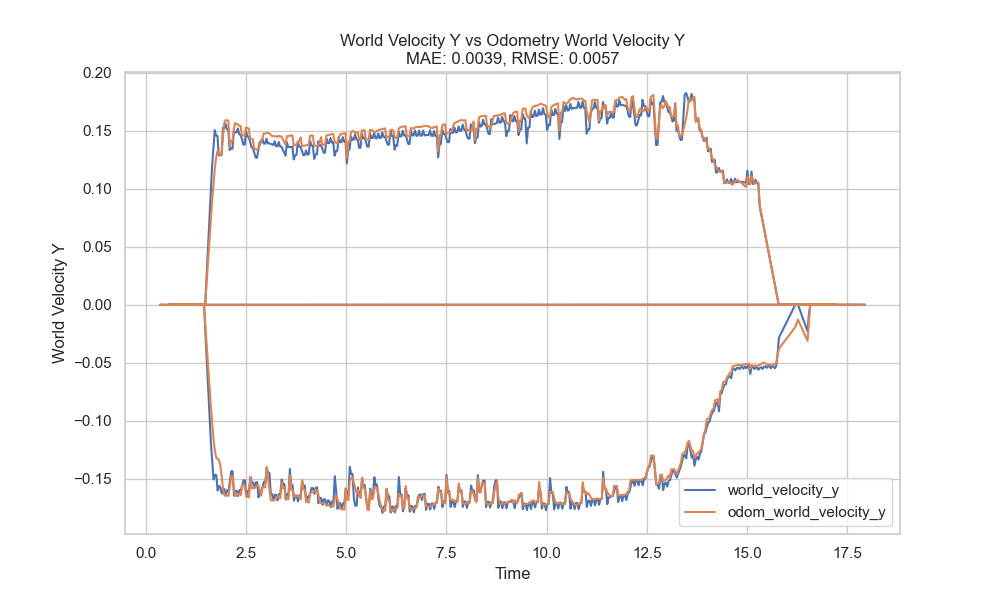 World Velocity Y vs Odometry World Velocity Y
MAE: 0.0039, RMSE: 0.0057
World Velocity Y
0.20
0.15
0.10
0.05
0.00
−0.05
−0.10
−0.15
0.0 2.5 5.0 7.5 10.0 12.5 15.0 17.5
Time
world_velocity_y
odom_world_velocity_y